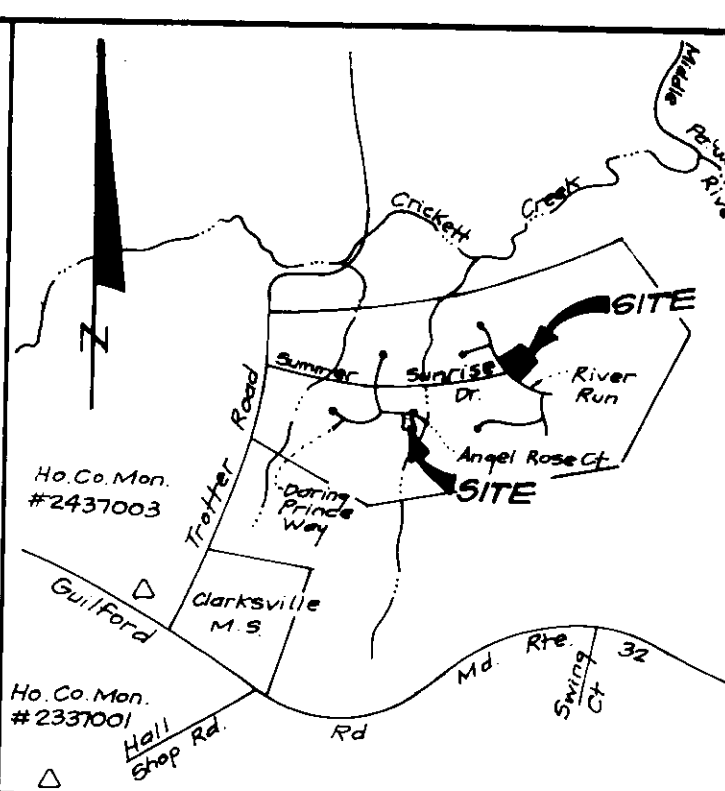 Middle
River
Crickett Creek
N
SITE
Summer Sunrise
Dr.
River
Run
Trotter Road
Angel Rose Ct
SITE
Ho. Co. Mon.
#2437003
Daring
Prince
Way
Guilford
Clarksville
M.S.
Md. Rte. 32
Swing
Ct
Ho. Co. Mon.
#2337001
Hall
Shop Rd.
Rd